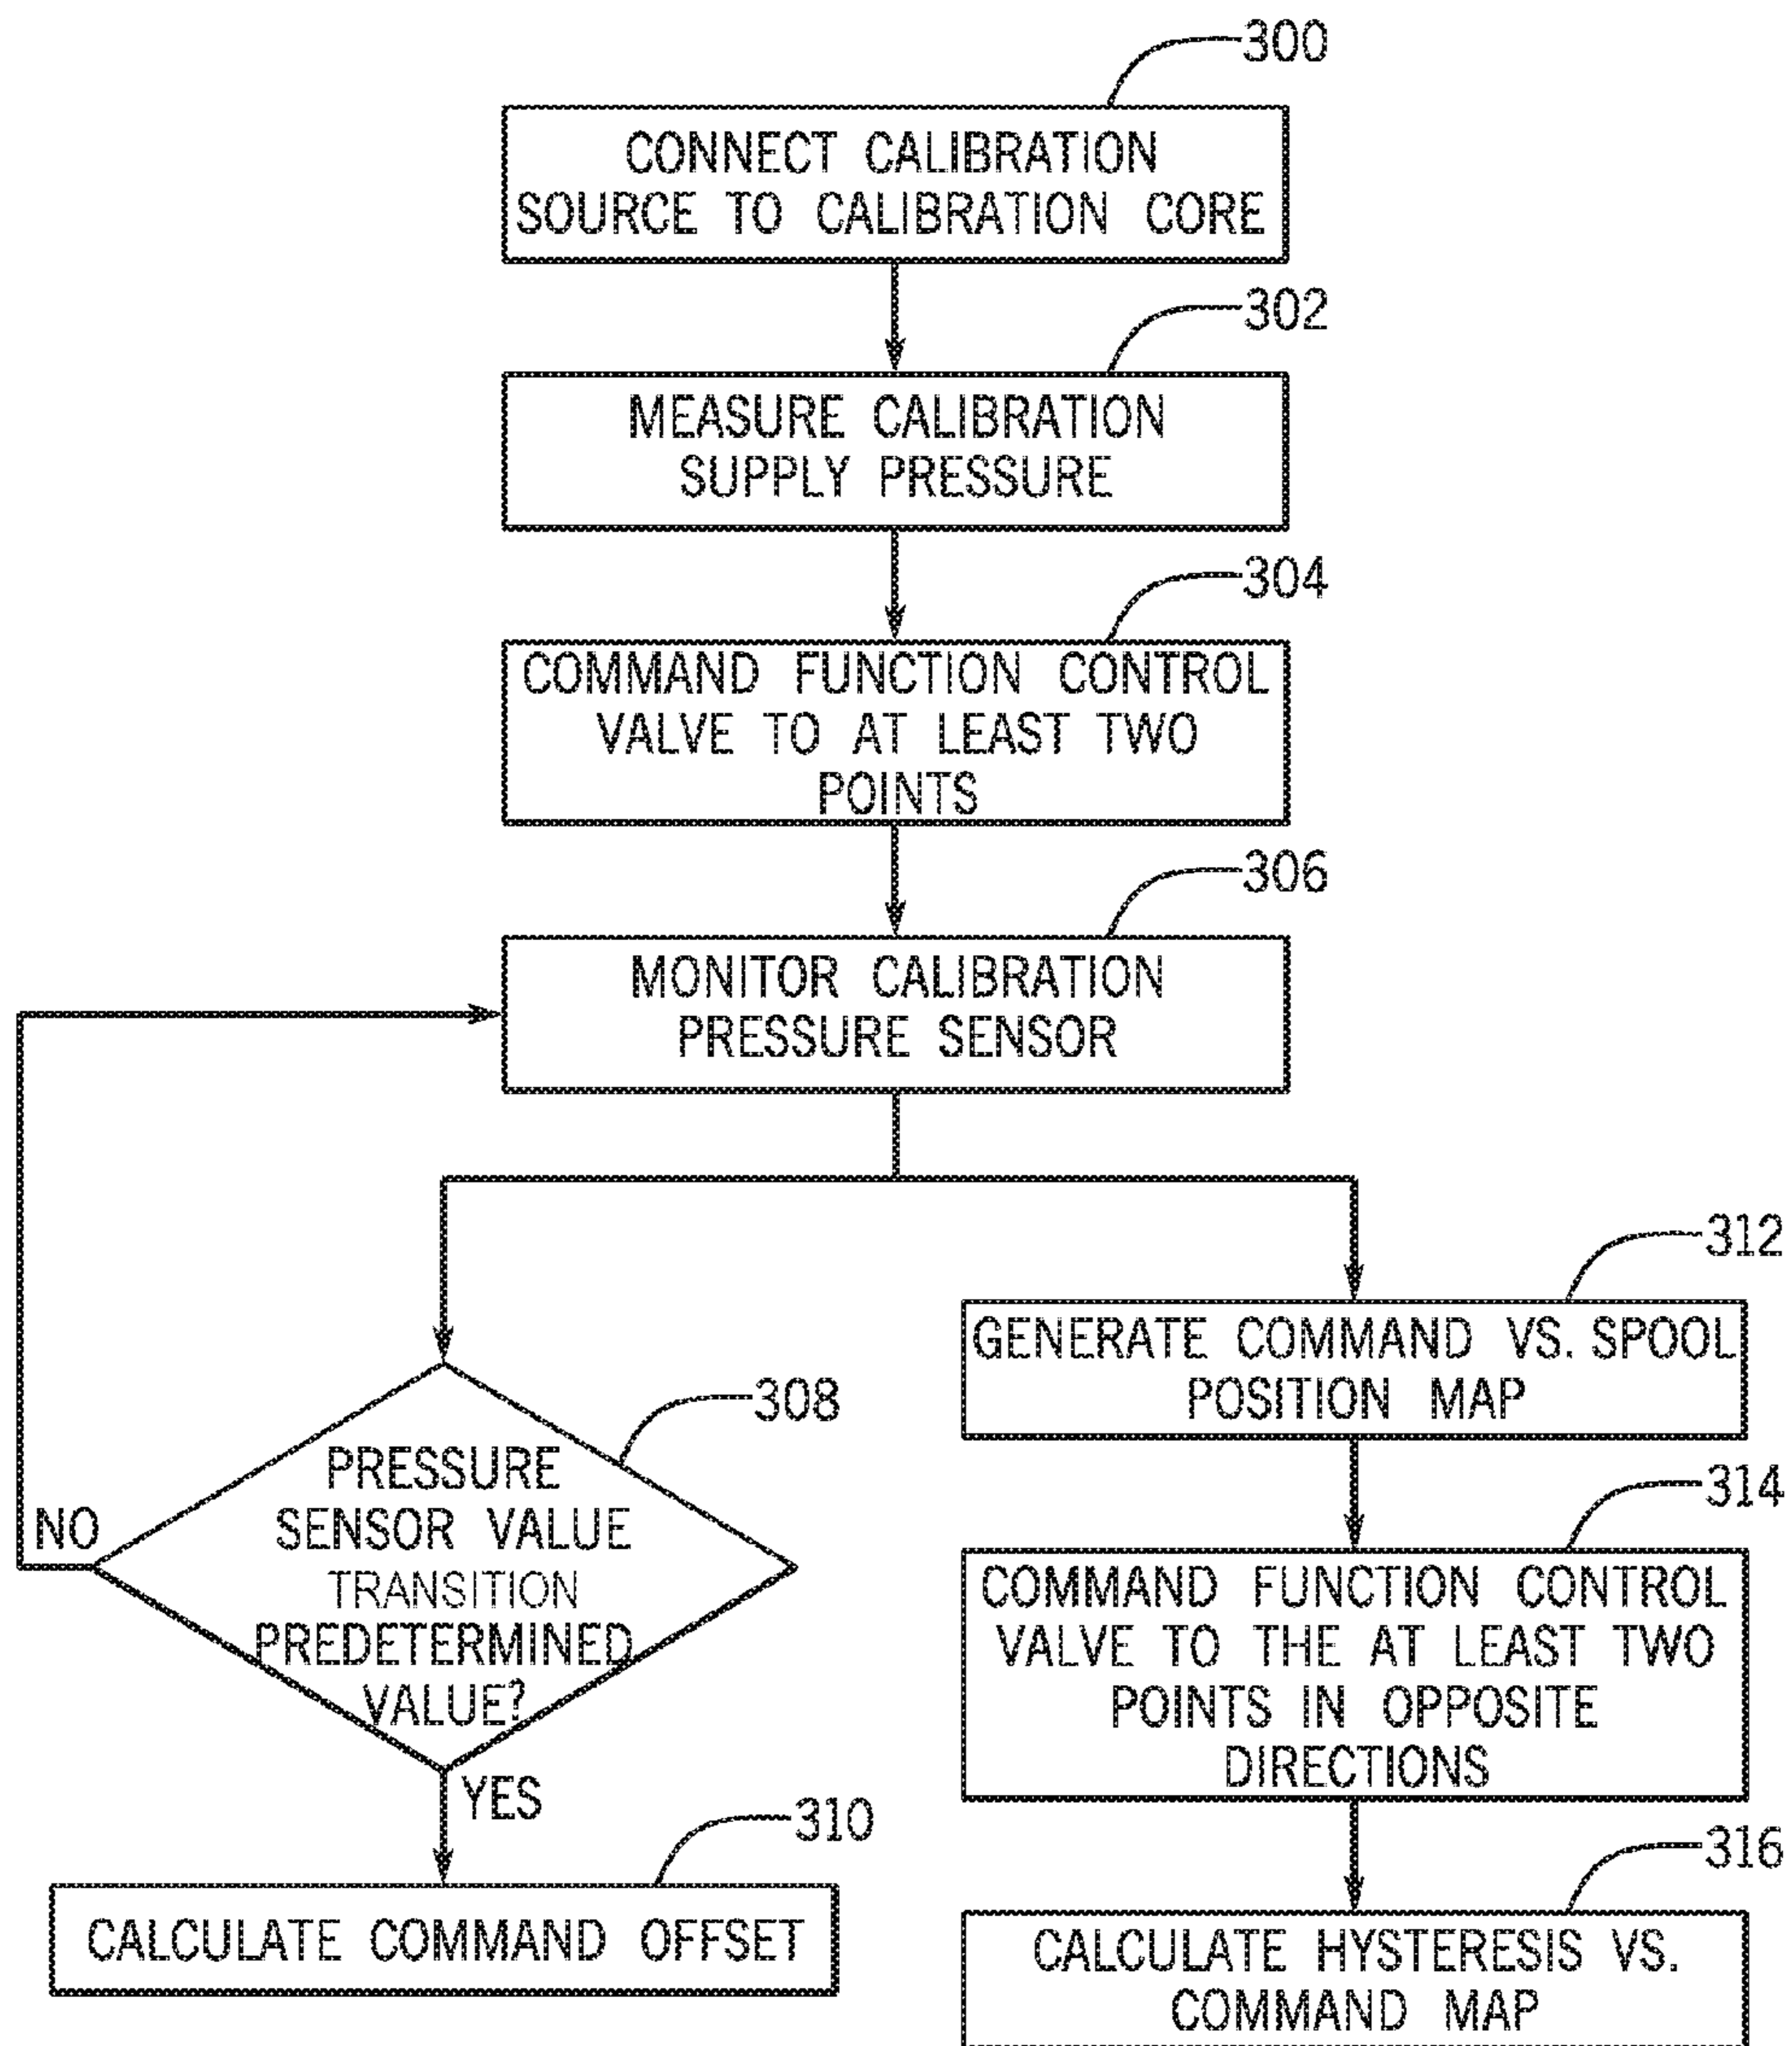 300
CONNECT CALIBRATION
SOURCE TO CALIBRATION CORE
302
MEASURE CALIBRATION
SUPPLY PRESSURE
304
COMMAND FUNCTION CONTROL
VALVE TO AT LEAST TWO
POINTS
306
MONITOR CALIBRATION
PRESSURE SENSOR
308
PRESSURE
SENSOR VALUE
TRANSITION
PREDETERMINED
VALUE?
NO
YES
310
CALCULATE COMMAND OFFSET
312
GENERATE COMMAND VS. SPOOL
POSITION MAP
314
COMMAND FUNCTION CONTROL
VALVE TO THE AT LEAST TWO
POINTS IN OPPOSITE
DIRECTIONS
316
CALCULATE HYSTERESIS VS.
COMMAND MAP